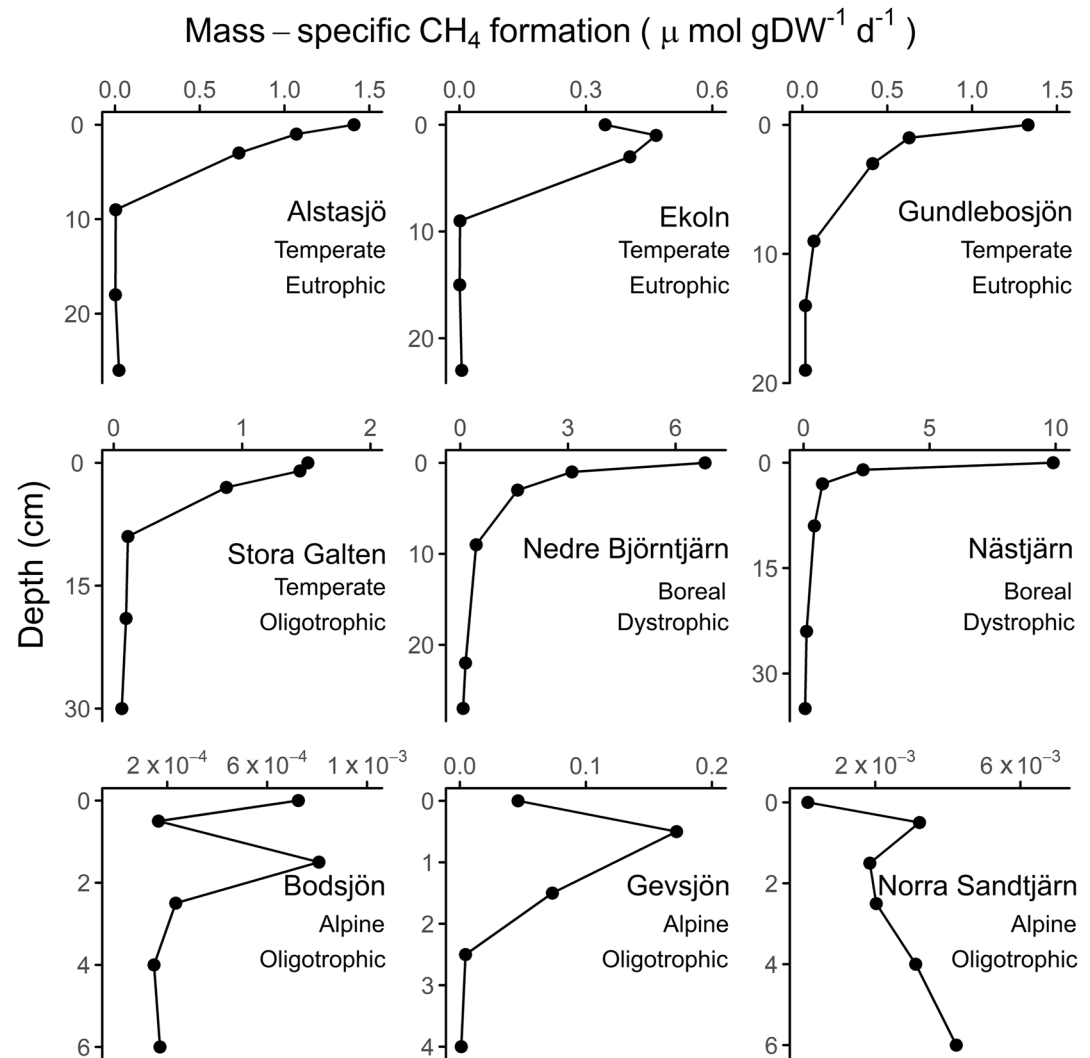 Mass – specific CH₄ formation ( μ mol gDW⁻¹ d⁻¹ )
0.0 0.5 1.0 1.5 0.0 0.3 0.6 0.0 0.5 1.0 1.5
0 0 0
Alstasjö Ekoln Gundlebosjön
10 10 10
Temperate Temperate Temperate
Eutrophic Eutrophic Eutrophic
20 20 20
0 1 2 0 3 6 0 5 10
Depth (cm)
0 0 0
Stora Galten Nedre Björntjärn Nästjärn
10
15 15
Temperate Boreal Boreal
Oligotrophic Dystrophic Dystrophic
20
30 30
2 x 10⁻⁴ 6 x 10⁻⁴ 1 x 10⁻³ 0.0 0.1 0.2 2 x 10⁻³ 6 x 10⁻³
0 0 0
1
2 2 2
Bodsjön Gevsjön Norra Sandtjärn
Alpine Alpine Alpine
Oligotrophic Oligotrophic Oligotrophic
4 3 4
6 4 6